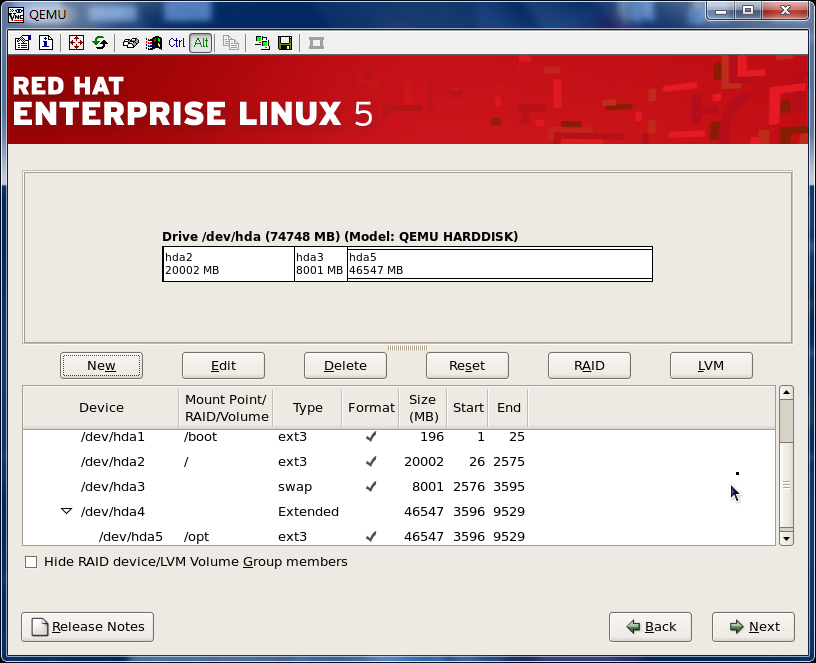 QEMU
Ctrl Alt
RED HAT
ENTERPRISE LINUX 5
Drive /dev/hda (74748 MB) (Model: QEMU HARDDISK)
hda2 hda3 hda5
20002 MB 8001 MB 46547 MB
New Edit Delete Reset RAID LVM
Device Mount Point/ RAID/Volume Type Format Size (MB) Start End
/dev/hda1 /boot ext3 196 1 25
/dev/hda2 / ext3 20002 26 2575
/dev/hda3 swap 8001 2576 3595
/dev/hda4 Extended 46547 3596 9529
/dev/hda5 /opt ext3 46547 3596 9529
Hide RAID device/LVM Volume Group members
Release Notes Back Next